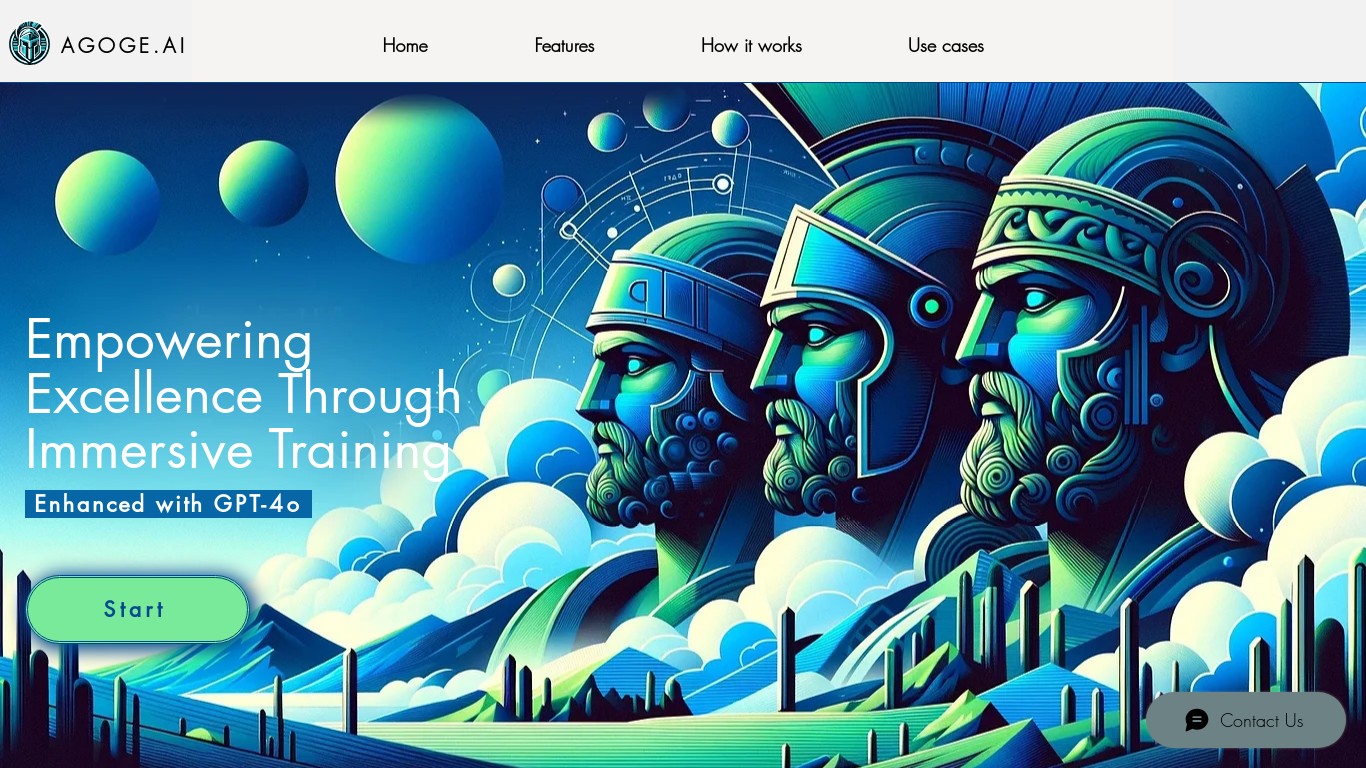 AGOGE.AI
Home
Features
How it works
Use cases
Empowering
Excellence Through
Immersive Training
Enhanced with GPT-4o
Start
Contact Us